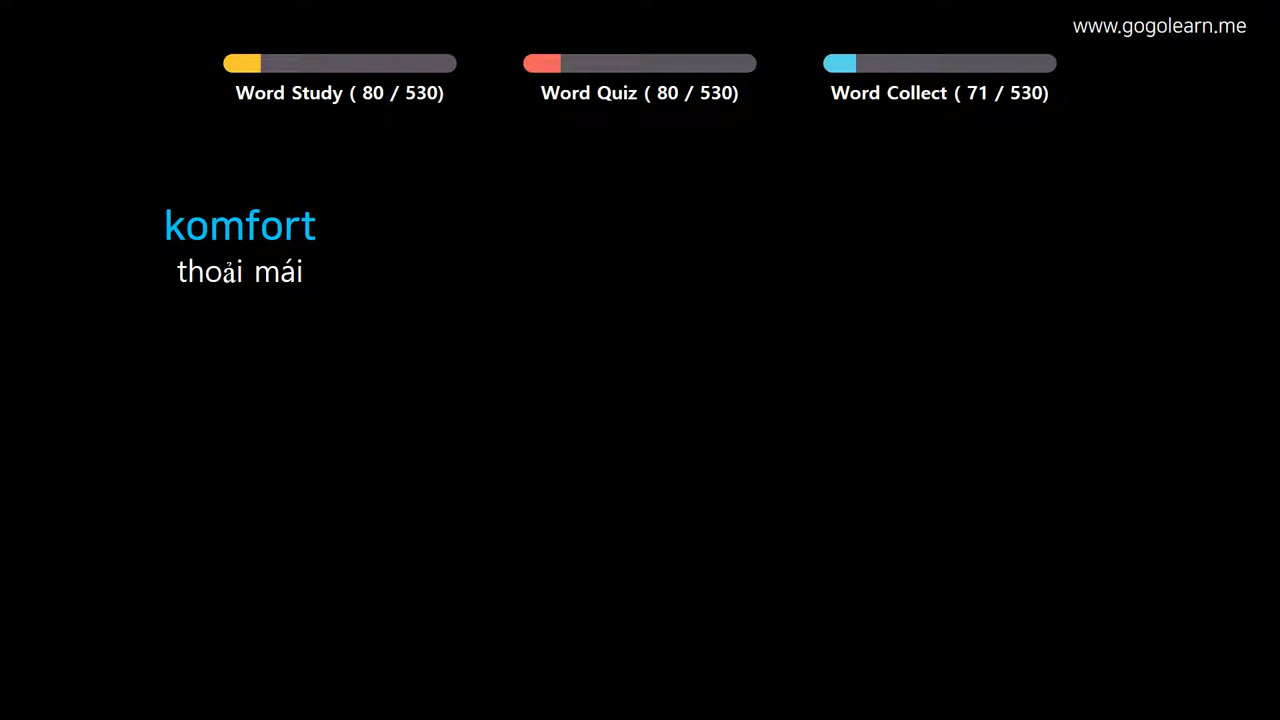 www.gogolearn.me
Word Study ( 80 / 530)
Word Quiz ( 80 / 530)
Word Collect ( 71 / 530)
komfort
thoải mái